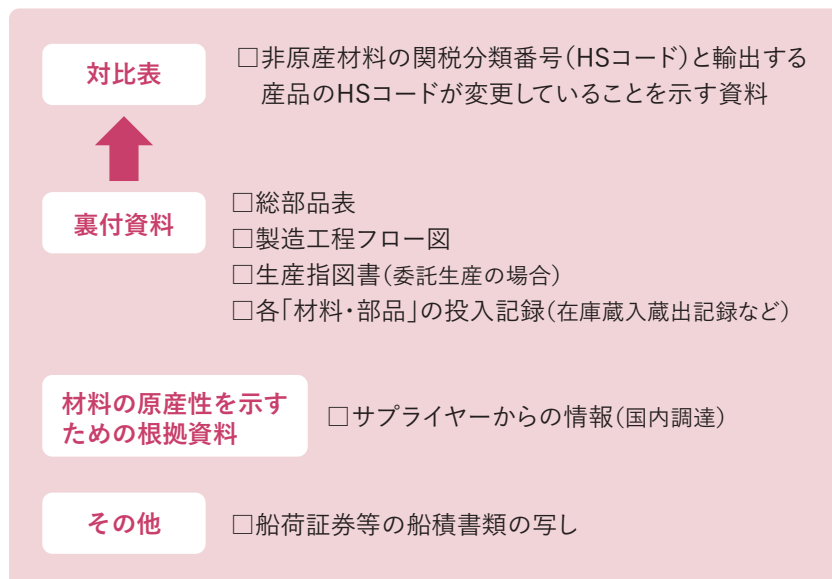 対比表
□非原産材料の関税分類番号（HSコード）と輸出する
産品のHSコードが変更していることを示す資料
裏付資料
□総部品表
□製造工程フロー図
□生産指図書（委託生産の場合）
□各「材料・部品」の投入記録（在庫蔵入蔵出記録など）
材料の原産性を示す
ための根拠資料
□サプライヤーからの情報（国内調達）
その他
□船荷証券等の船積書類の写し